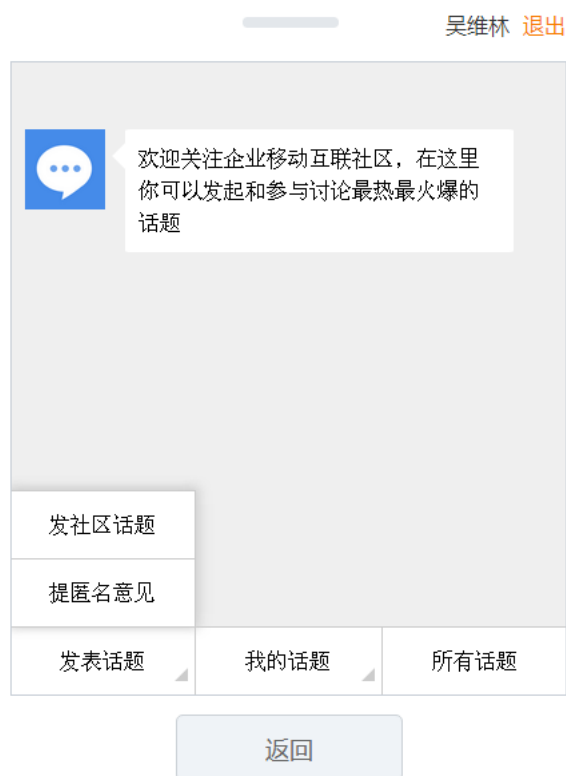 吴维林 退出
欢迎关注企业移动互联社区，在这里
你可以发起和参与讨论最热最火爆的
话题
发社区话题
提匿名意见
发表话题 我的话题 所有话题
返回